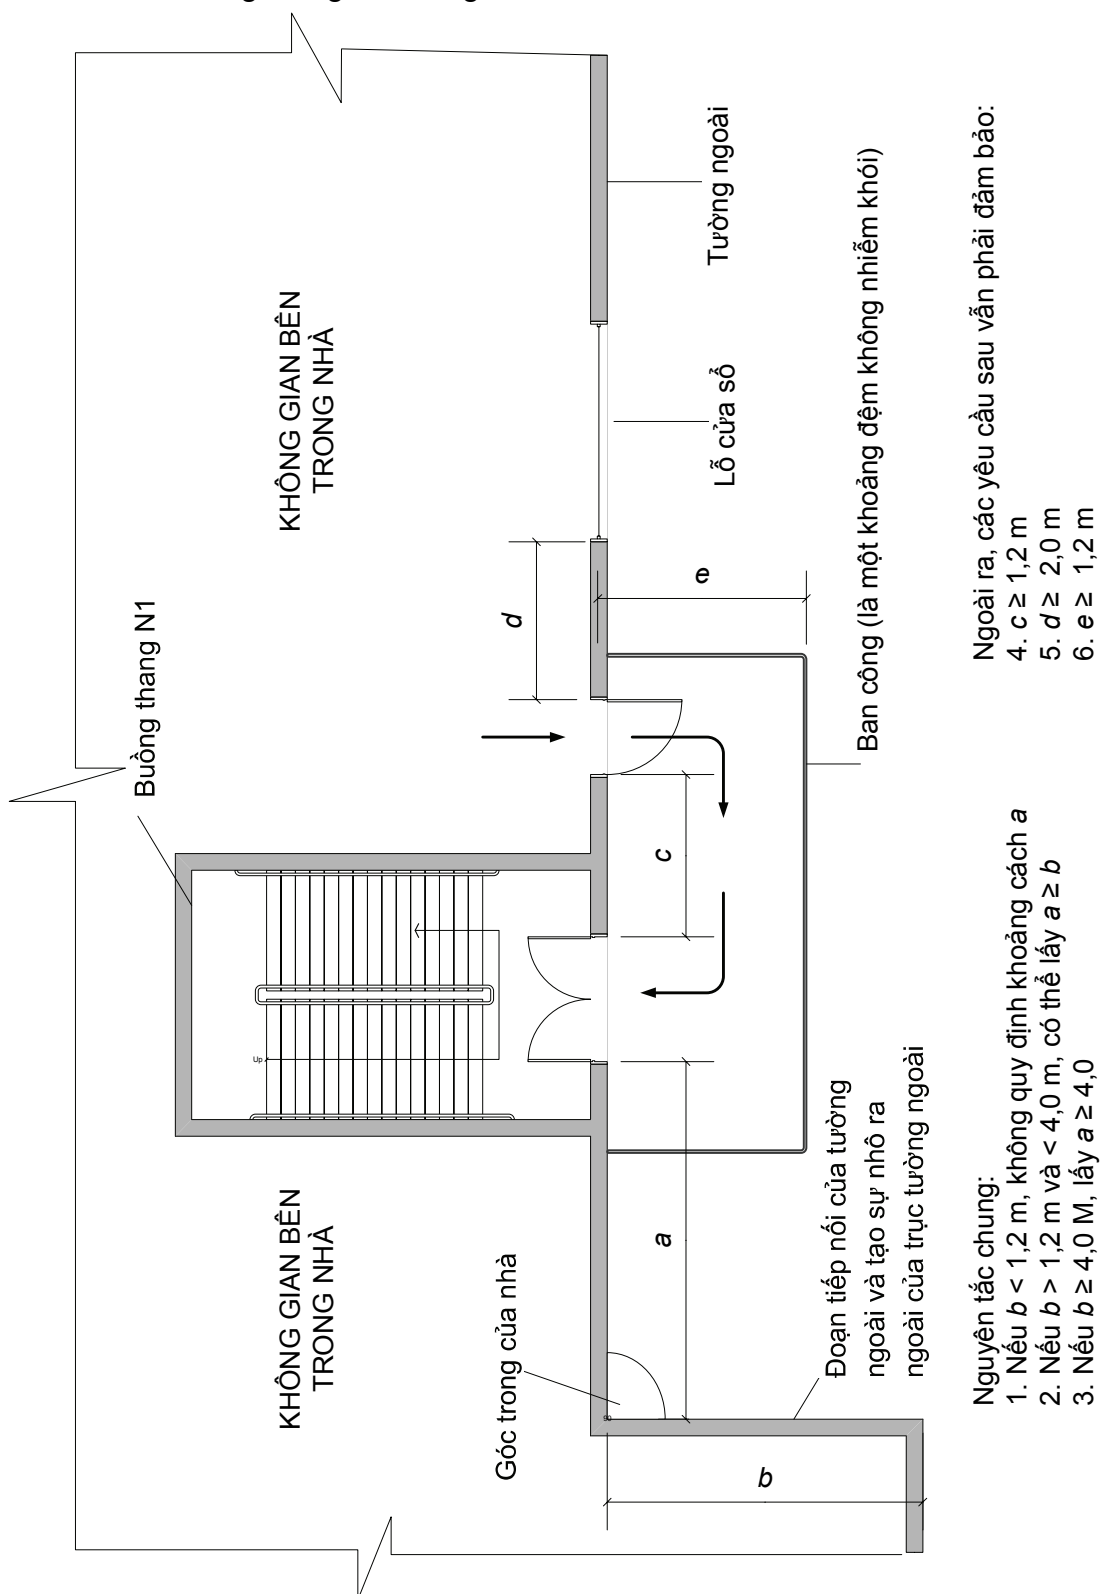 Buồng thang N1
KHÔNG GIAN BÊN
TRONG NHÀ
KHÔNG GIAN BÊN
TRONG NHÀ
Up
Góc trong của nhà
90
a
b
c
d
e
Tường ngoài
Lỗ cửa sổ
Ban công (là một khoảng đệm không nhiễm khói)
Đoạn tiếp nối của tường
ngoài và tạo sự nhô ra
ngoài của trục tường ngoài
Nguyên tắc chung:
1. Nếu b < 1,2 m, không quy định khoảng cách a
2. Nếu b > 1,2 m và < 4,0 m, có thể lấy a ≥ b
3. Nếu b ≥ 4,0 M, lấy a ≥ 4,0
Ngoài ra, các yêu cầu sau vẫn phải đảm bảo:
4. c ≥ 1,2 m
5. d ≥ 2,0 m
6. e ≥ 1,2 m